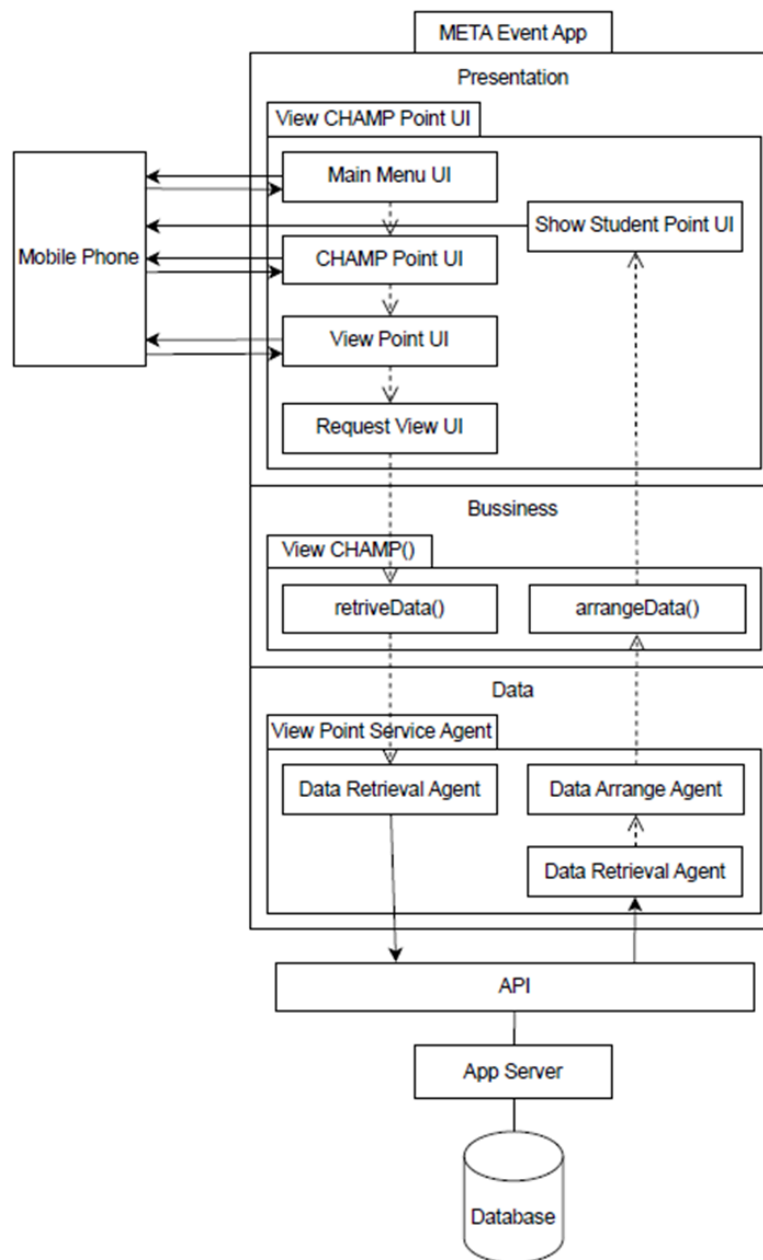 META Event App
Presentation
View CHAMP Point UI
Main Menu UI
Show Student Point UI
Mobile Phone
CHAMP Point UI
View Point UI
Request View UI
Bussiness
View CHAMP()
retriveData()
arrangeData()
Data
View Point Service Agent
Data Retrieval Agent
Data Arrange Agent
Data Retrieval Agent
API
App Server
Database